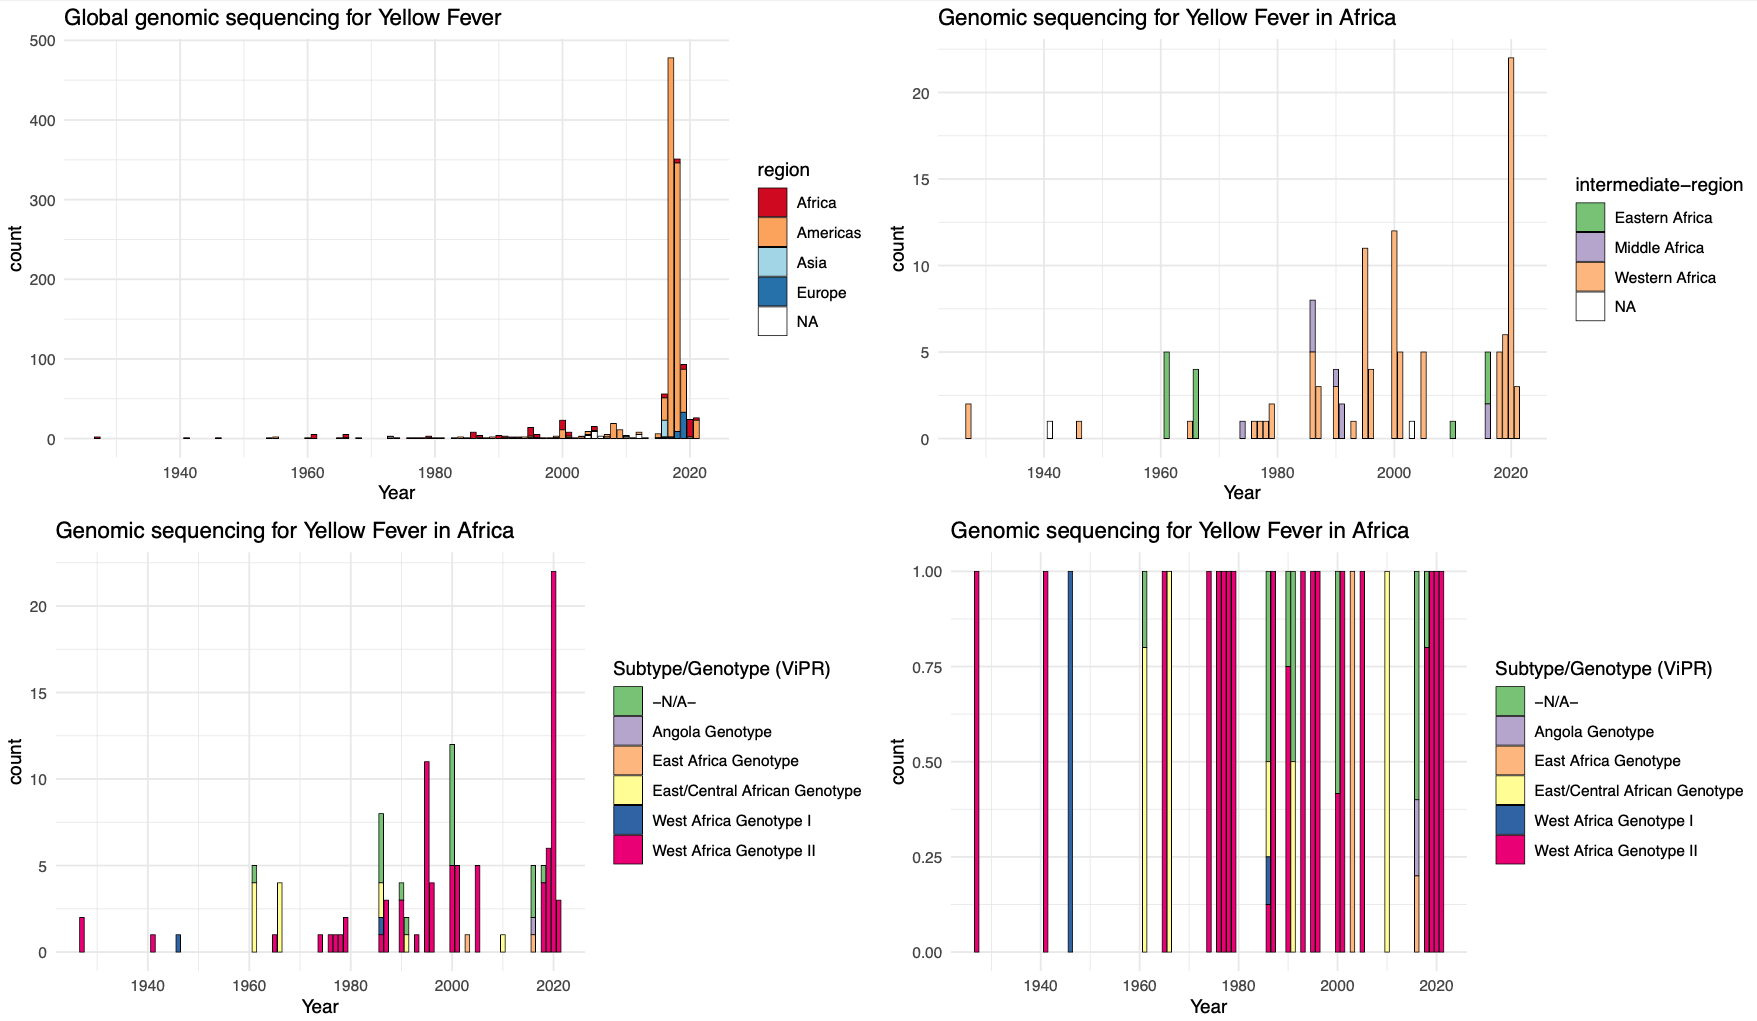 Global genomic sequencing for Yellow Fever
500
400
300
200
100
0
count
1940
1960
1980
2000
2020
Year
region
Africa
Americas
Asia
Europe
NA
Genomic sequencing for Yellow Fever in Africa
20
15
10
5
0
count
1940
1960
1980
2000
2020
Year
intermediate−region
Eastern Africa
Middle Africa
Western Africa
NA
Genomic sequencing for Yellow Fever in Africa
20
15
10
5
0
count
1940
1960
1980
2000
2020
Year
Subtype/Genotype (ViPR)
−N/A−
Angola Genotype
East Africa Genotype
East/Central African Genotype
West Africa Genotype I
West Africa Genotype II
Genomic sequencing for Yellow Fever in Africa
1.00
0.75
0.50
0.25
0.00
count
1940
1960
1980
2000
2020
Year
Subtype/Genotype (ViPR)
−N/A−
Angola Genotype
East Africa Genotype
East/Central African Genotype
West Africa Genotype I
West Africa Genotype II